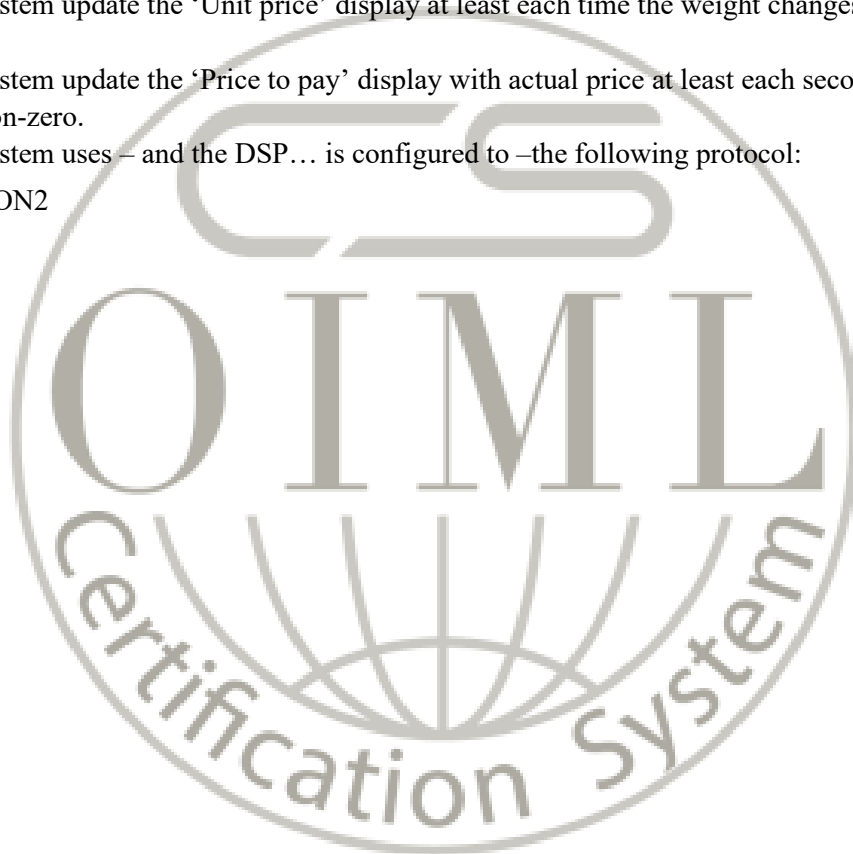 stem update the ‘Unit price’ display at least each time the weight changes
stem update the ‘Price to pay’ display with actual price at least each seco
on-zero.
stem uses – and the DSP… is configured to –the following protocol:
ON2
CS
OIML
Certification System